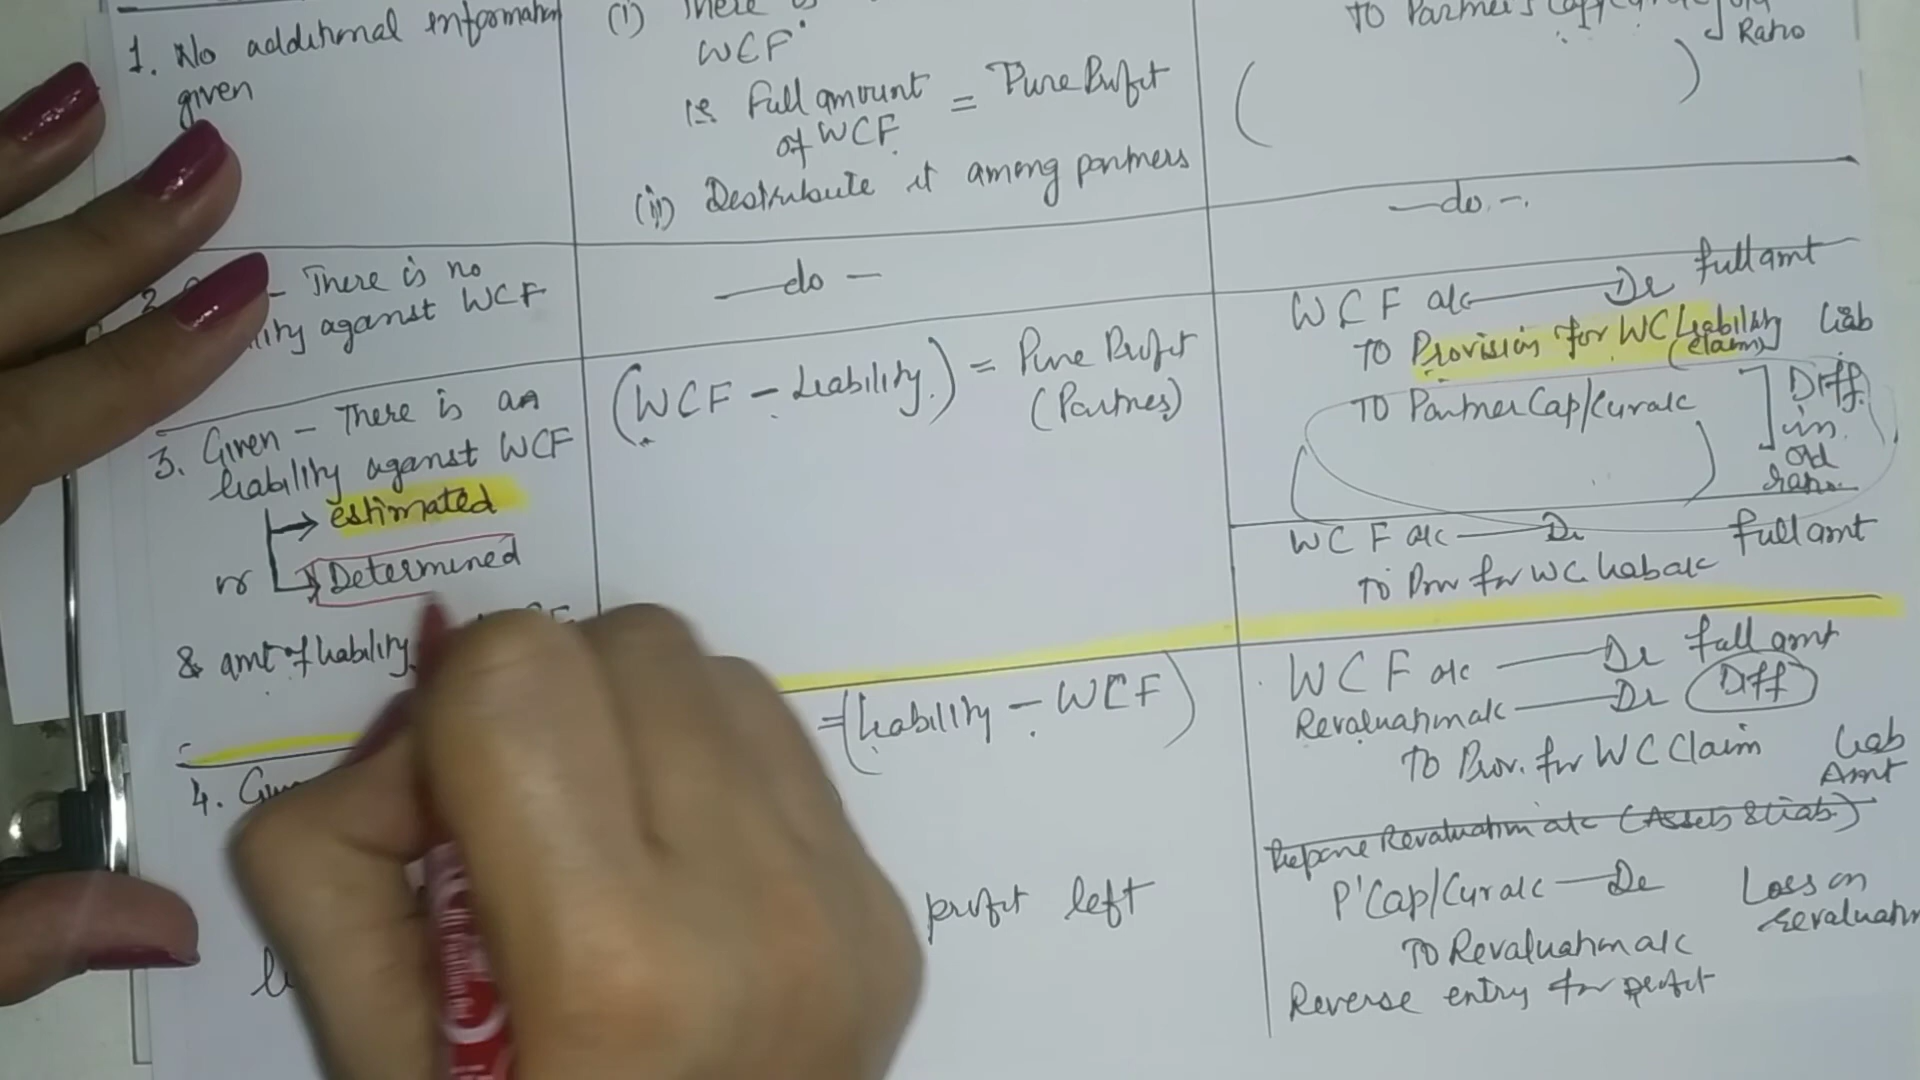 1. No additional information
given
(i) There is
WCF
is Full amount = Pure Profit
of WCF
(ii) Destribute it among partners
To Partner's Cap/Cur a/c
Ratio
( )
— There is no
against WCF
— do —
— do. —
3. Given — There is an
liability against WCF
→ estimated
or → Determined
& amt of liability
(WCF — Liability) = Pure Profit
(Partners)
WCF a/c — Dr full amt
To Provision for WC Liability Liab
(claim)
To Partner Cap/Cur a/c ] Diff.
in
old
ratio
( )
WCF a/c — Dr full amt
To Prov for WC Liab a/c
4.
= (Liability — WCF)
profit left
WCF a/c — Dr full amt
Revaluation a/c — Dr Diff
To Prov. for WC Claim Liab
Amt
Prepare Revaluation a/c (Assets & Liab.)
P' Cap/Cur a/c — Dr Loss on
revaluation
To Revaluation a/c
Reverse entry for profit